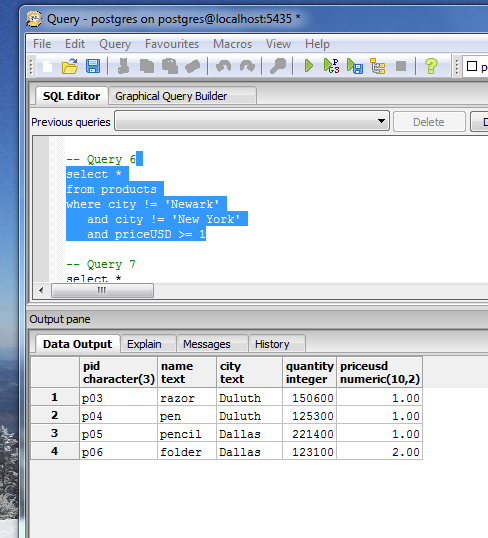 Query - postgres on postgres@localhost:5435 *
File Edit Query Favourites Macros View Help
SQL Editor Graphical Query Builder
Previous queries Delete
-- Query 6
select *
from products
where city != 'Newark'
and city != 'New York'
and priceUSD >= 1
-- Query 7
select *
Output pane
Data Output Explain Messages History
pid name city quantity priceusd
character(3) text text integer numeric(10,2)
1 p03 razor Duluth 150600 1.00
2 p04 pen Duluth 125300 1.00
3 p05 pencil Dallas 221400 1.00
4 p06 folder Dallas 123100 2.00